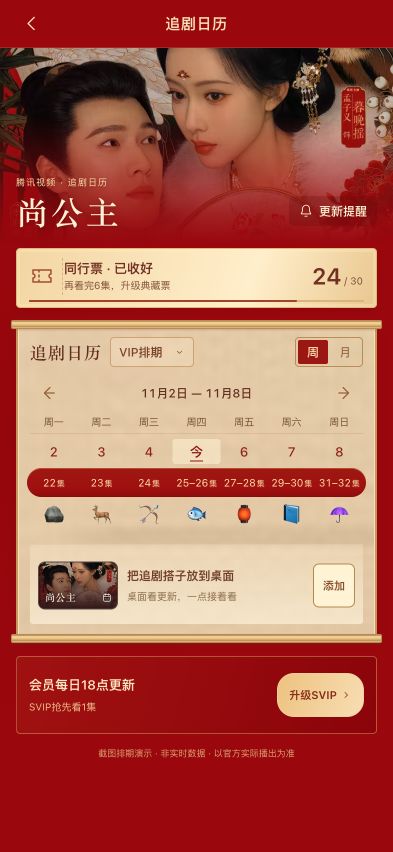 追剧日历
暮晚摇
孟子义 饰
腾讯视频 · 追剧日历
尚公主
更新提醒
同行票 · 已收好
再看完6集，升级典藏票
24 / 30
追剧日历
VIP排期
周 月
11月2日 — 11月8日
周一 周二 周三 周四 周五 周六 周日
2 3 4 今 6 7 8
22集 23集 24集 25–26集 27–28集 29–30集 31–32集
把追剧搭子放到桌面
桌面看更新，一点接着看
尚公主
添加
会员每日18点更新
SVIP抢先看1集
升级SVIP
截图排期演示 · 非实时数据 · 以官方实际播出为准